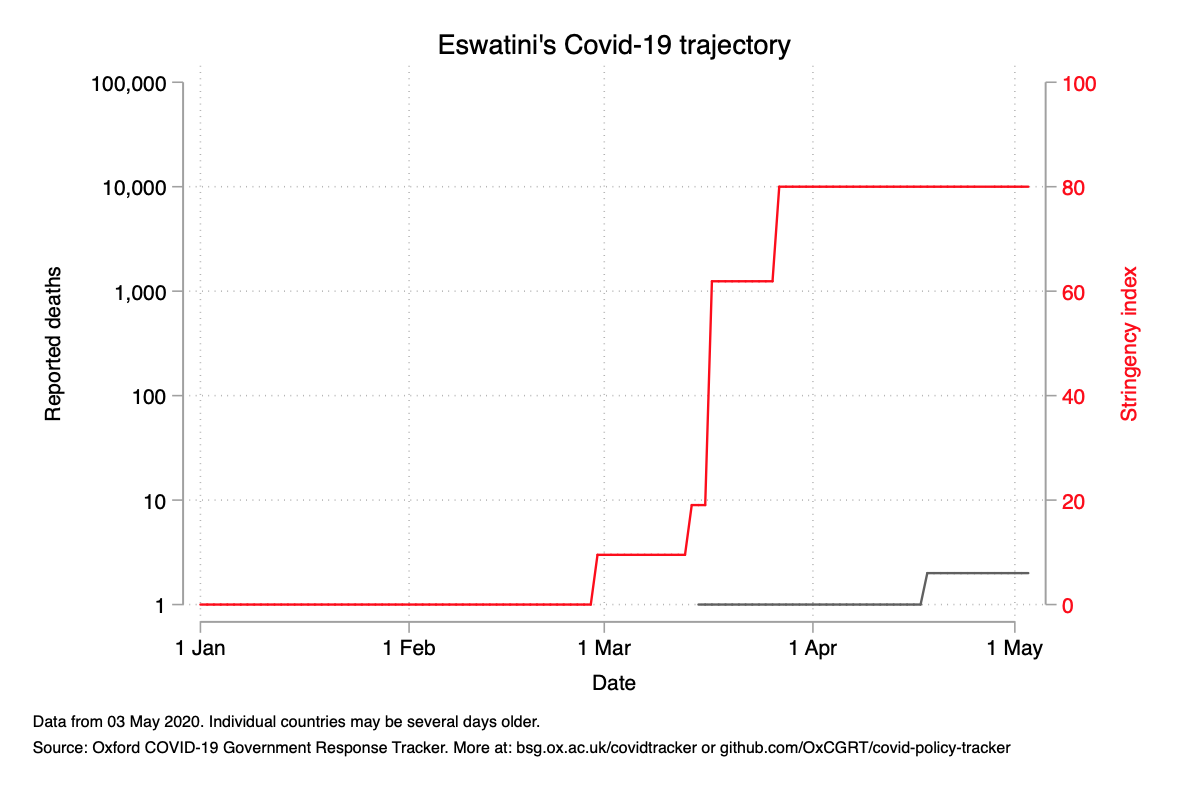 Eswatini's Covid-19 trajectory
100,000
10,000
1,000
100
10
1
Reported deaths
100
80
60
40
20
0
Stringency index
1 Jan
1 Feb
1 Mar
1 Apr
1 May
Date
Data from 03 May 2020. Individual countries may be several days older.
Source: Oxford COVID-19 Government Response Tracker. More at: bsg.ox.ac.uk/covidtracker or github.com/OxCGRT/covid-policy-tracker